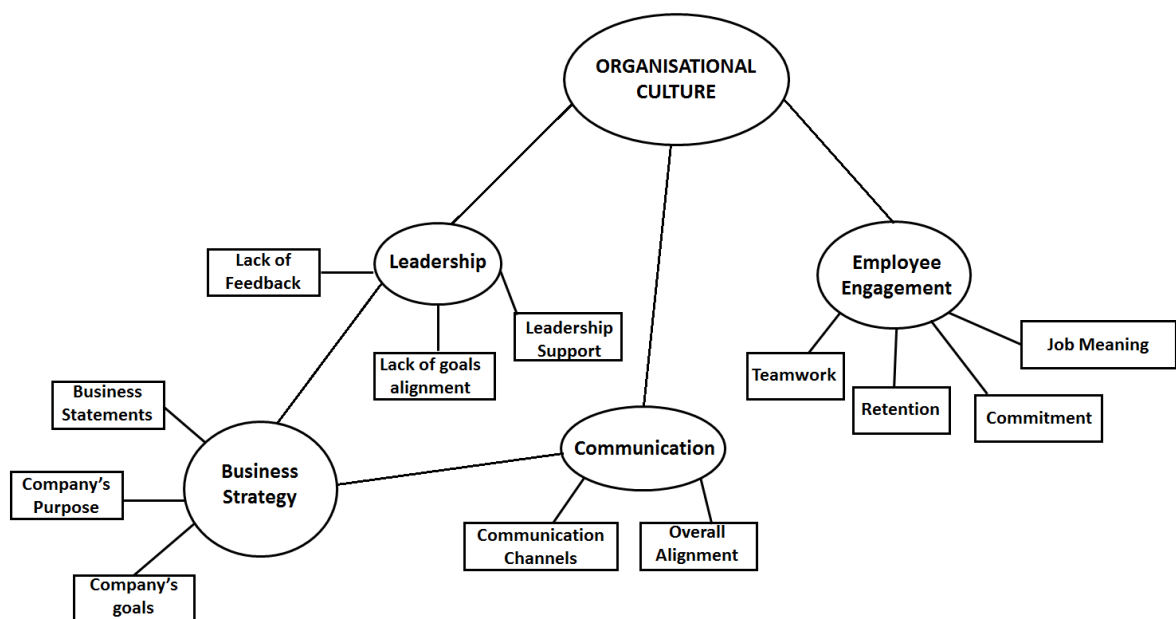 ORGANISATIONAL
CULTURE
Leadership
Lack of
Feedback
Lack of goals
alignment
Leadership
Support
Employee
Engagement
Teamwork
Retention
Commitment
Job Meaning
Business
Strategy
Business
Statements
Company's
Purpose
Company's
goals
Communication
Communication
Channels
Overall
Alignment